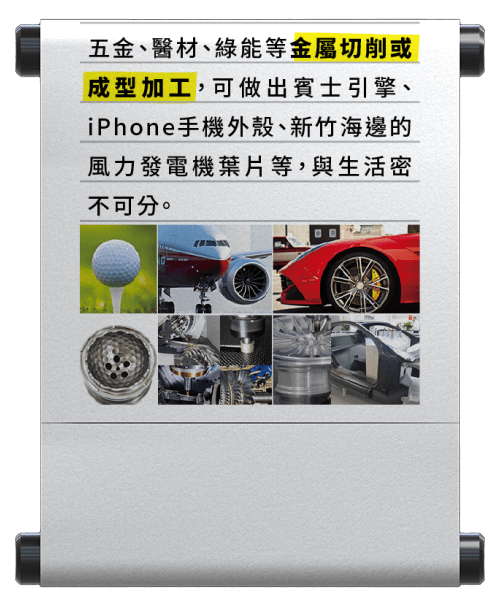 五金、醫材、綠能等金屬切削或
成型加工，可做出賓士引擎、
iPhone手機外殼、新竹海邊的
風力發電機葉片等，與生活密
不可分。